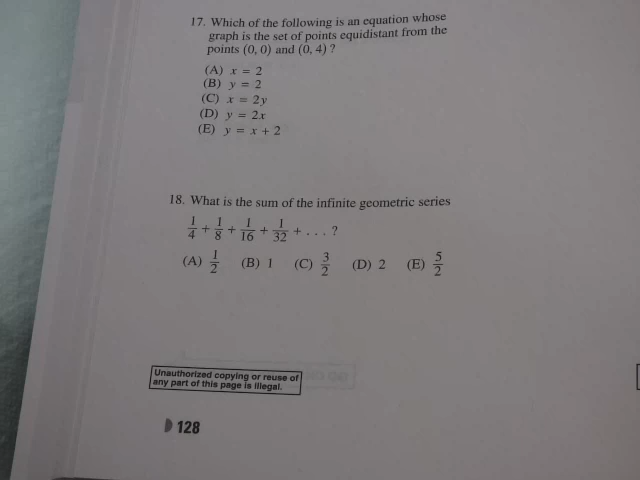 17. Which of the following is an equation whose
graph is the set of points equidistant from the
points (0, 0) and (0, 4) ?
(A) x = 2
(B) y = 2
(C) x = 2y
(D) y = 2x
(E) y = x + 2
18. What is the sum of the infinite geometric series
1/4 + 1/8 + 1/16 + 1/32 + . . . ?
(A) 1/2 (B) 1 (C) 3/2 (D) 2 (E) 5/2
Unauthorized copying or reuse of
any part of this page is illegal.
128